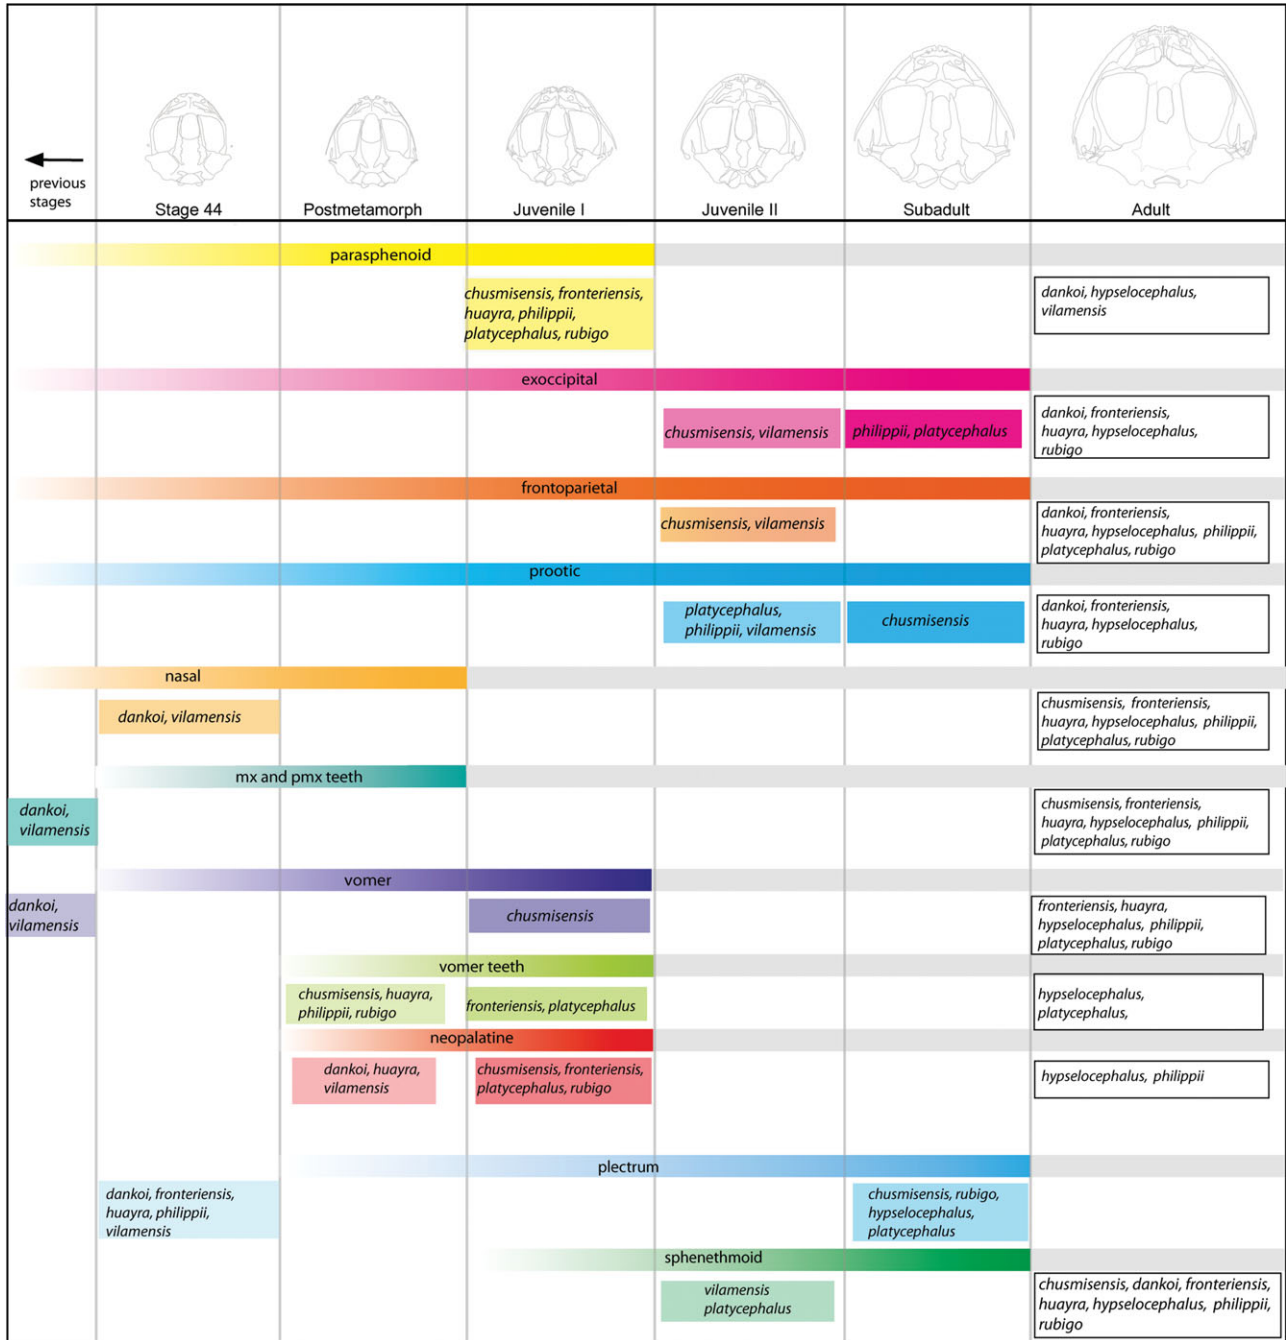 previous
stages
Stage 44
Postmetamorph
Juvenile I
Juvenile II
Subadult
Adult
parasphenoid
chusmisensis, fronteriensis,
huayra, philippii,
platycephalus, rubigo
dankoi, hypselocephalus,
vilamensis
exoccipital
chusmisensis, vilamensis
philippii, platycephalus
dankoi, fronteriensis,
huayra, hypselocephalus,
rubigo
frontoparietal
chusmisensis, vilamensis
dankoi, fronteriensis,
huayra, hypselocephalus, philippii,
platycephalus, rubigo
prootic
platycephalus,
philippii, vilamensis
chusmisensis
dankoi, fronteriensis,
huayra, hypselocephalus,
rubigo
nasal
dankoi, vilamensis
chusmisensis, fronteriensis,
huayra, hypselocephalus, philippii,
platycephalus, rubigo
mx and pmx teeth
dankoi,
vilamensis
chusmisensis, fronteriensis,
huayra, hypselocephalus, philippii,
platycephalus, rubigo
vomer
dankoi,
vilamensis
chusmisensis
fronteriensis, huayra,
hypselocephalus, philippii,
platycephalus, rubigo
vomer teeth
chusmisensis, huayra,
philippii, rubigo
fronteriensis, platycephalus
hypselocephalus,
platycephalus,
neopalatine
dankoi, huayra,
vilamensis
chusmisensis, fronteriensis,
platycephalus, rubigo
hypselocephalus, philippii
plectrum
dankoi, fronteriensis,
huayra, philippii,
vilamensis
chusmisensis, rubigo,
hypselocephalus,
platycephalus
sphenethmoid
vilamensis
platycephalus
chusmisensis, dankoi, fronteriensis,
huayra, hypselocephalus, philippii,
rubigo